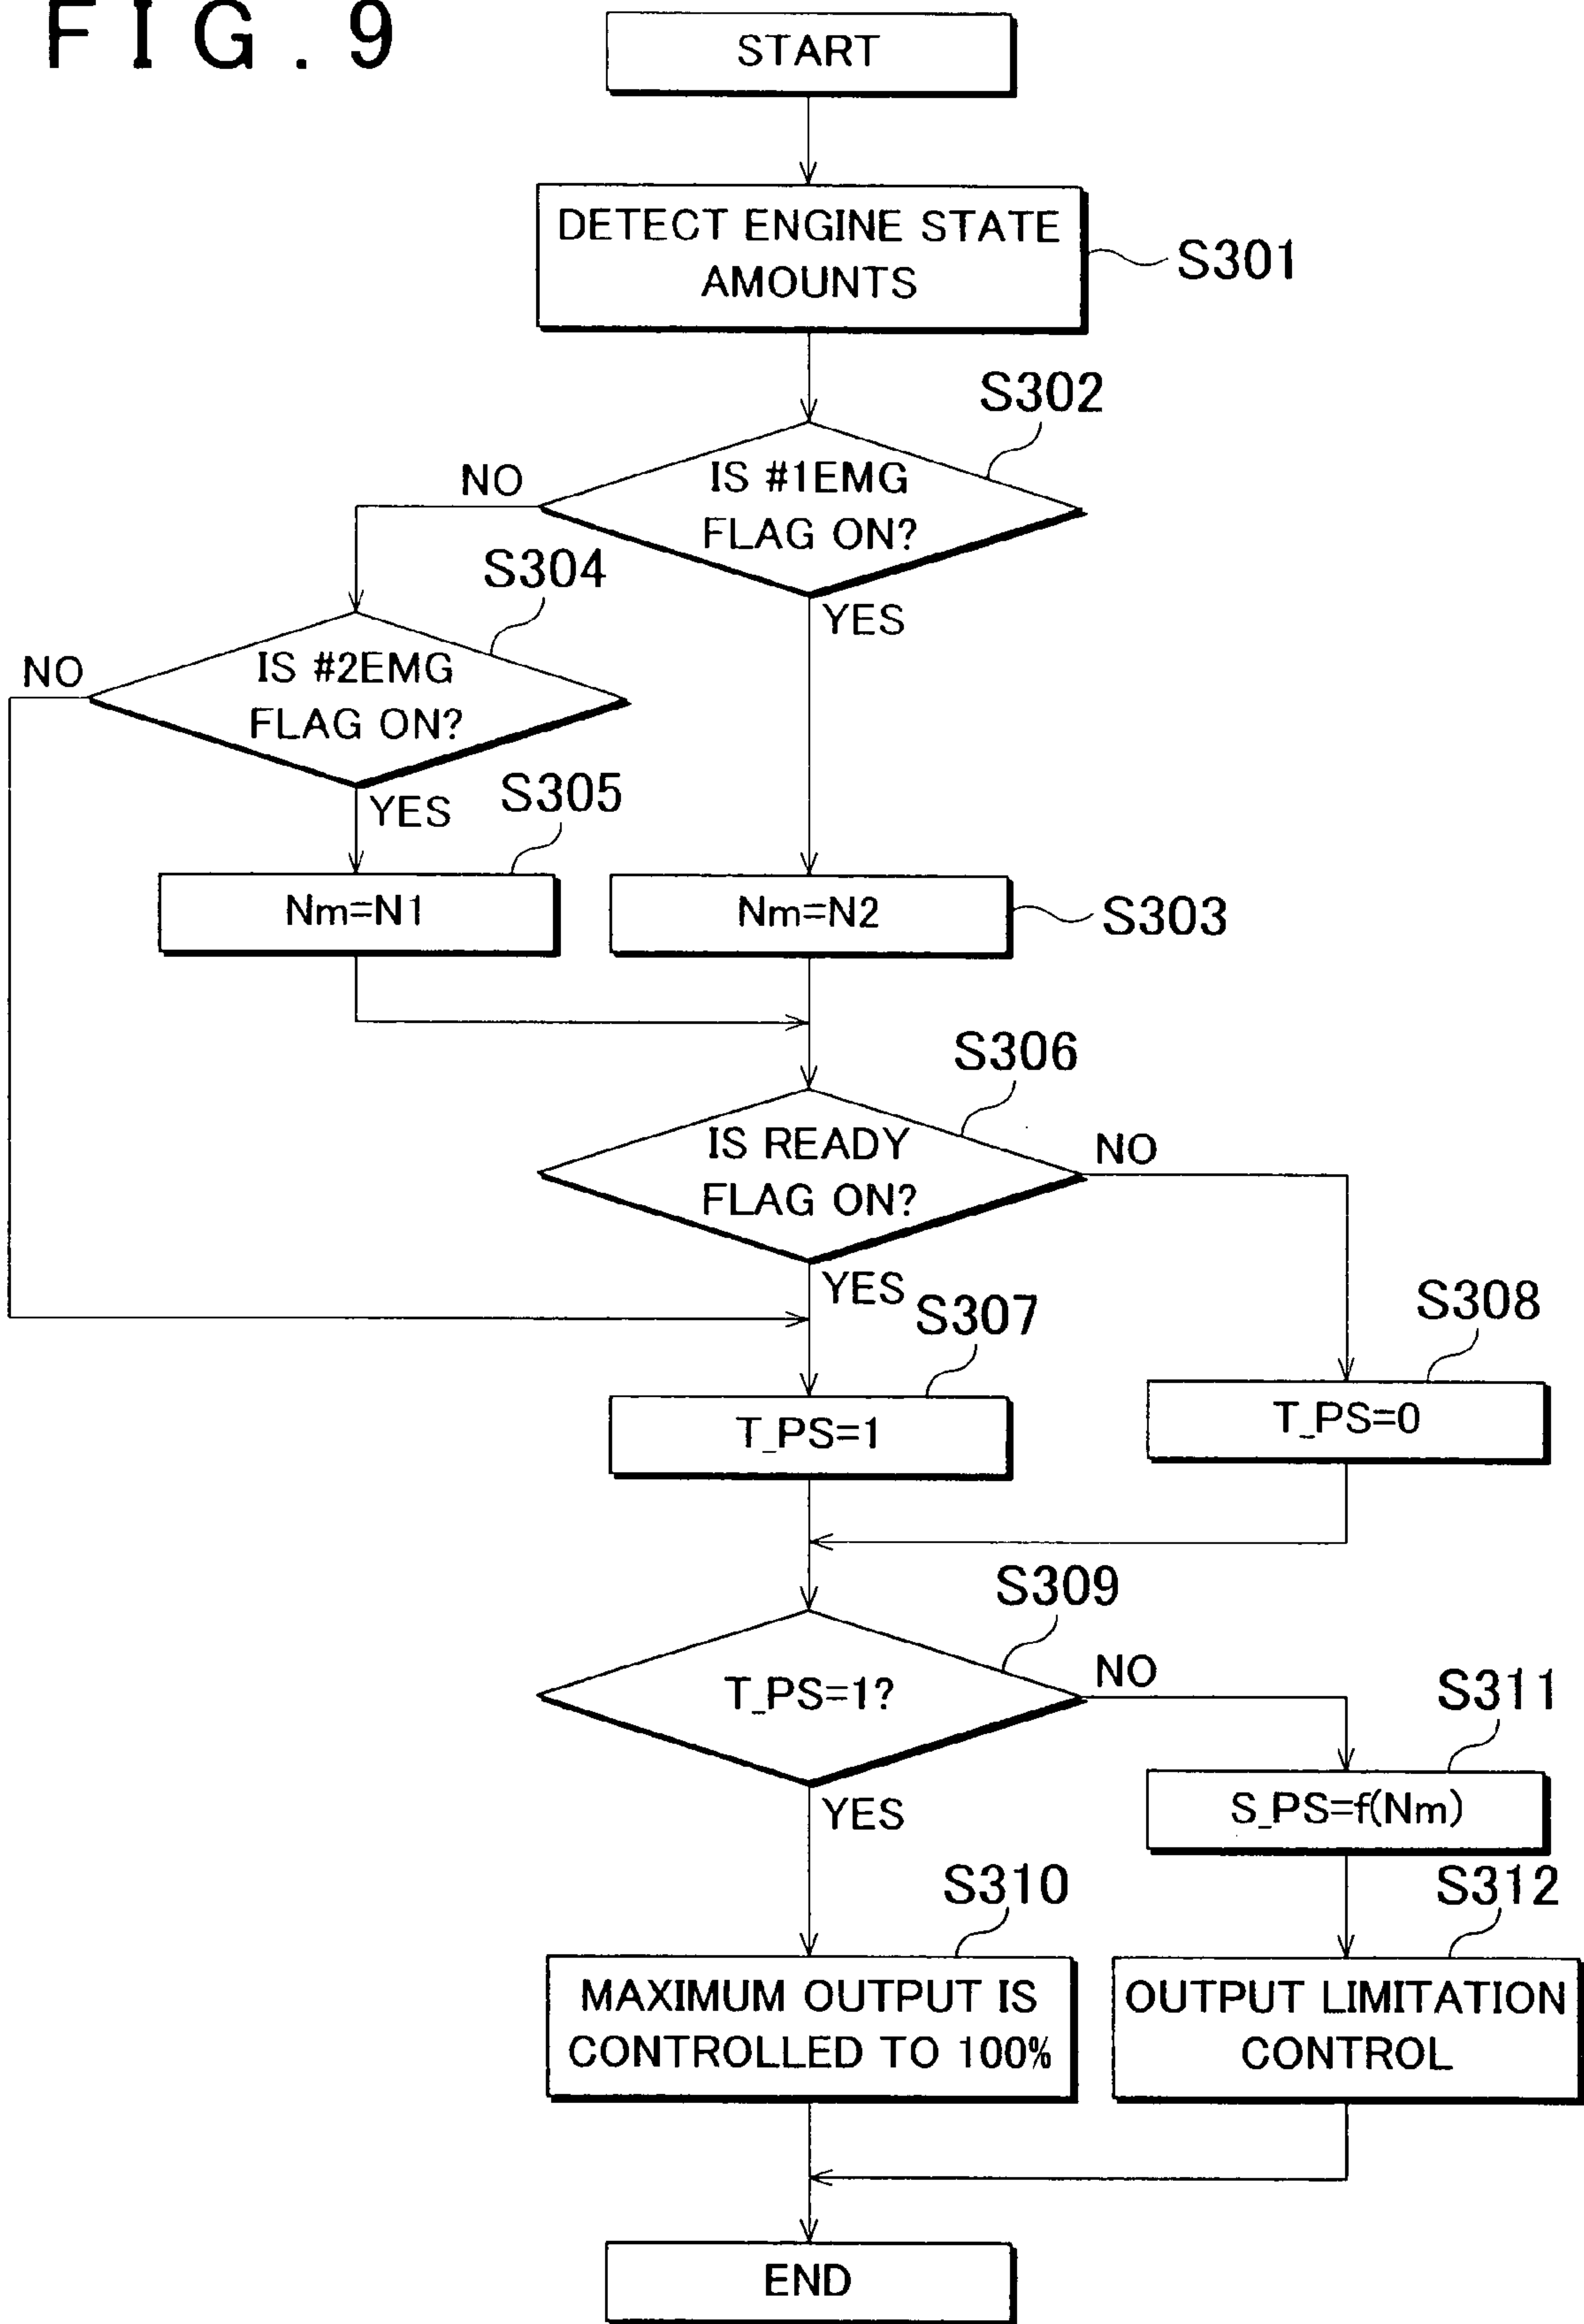 FIG. 9
START
DETECT ENGINE STATE
AMOUNTS
S301
S302
IS #1EMG
FLAG ON?
NO
YES
S304
IS #2EMG
FLAG ON?
NO
YES
S305
Nm=N1
Nm=N2
S303
S306
IS READY
FLAG ON?
NO
YES
S307
T_PS=1
S308
T_PS=0
S309
T_PS=1?
NO
YES
S311
S_PS=f(Nm)
S310
MAXIMUM OUTPUT IS
CONTROLLED TO 100%
S312
OUTPUT LIMITATION
CONTROL
END